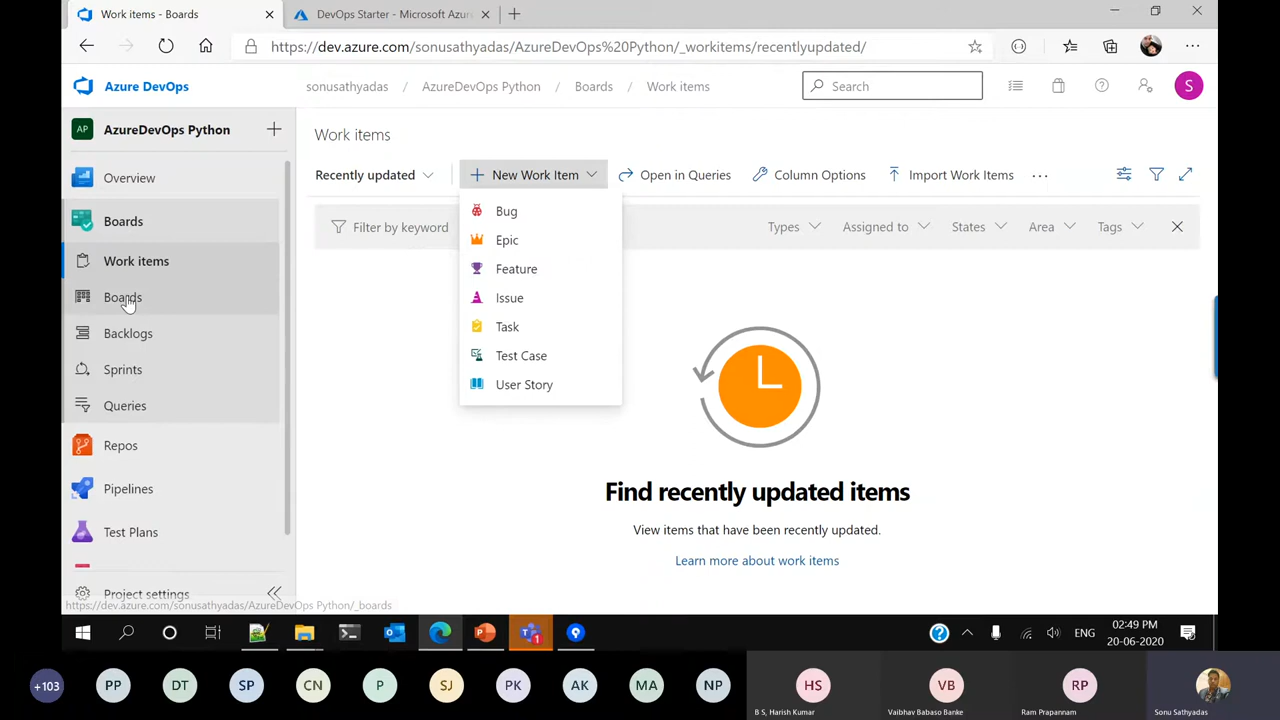 Work items - Boards
DevOps Starter - Microsoft Azu
https://dev.azure.com/sonusathyadas/AzureDevOps%20Python/_workitems/recentlyupdated/
Azure DevOps
sonusathyadas / AzureDevOps Python / Boards / Work items
Search
S
AP
AzureDevOps Python
Overview
Boards
Work items
Boards
Backlogs
Sprints
Queries
Repos
Pipelines
Test Plans
Project settings
https://dev.azure.com/sonusathyadas/AzureDevOps Python/_boards
Work items
Recently updated
New Work Item
Open in Queries
Column Options
Import Work Items
Filter by keyword
Types
Assigned to
States
Area
Tags
Bug
Epic
Feature
Issue
Task
Test Case
User Story
Find recently updated items
View items that have been recently updated.
Learn more about work items
1
ENG
02:49 PM
20-06-2020
+103
PP
DT
SP
CN
P
SJ
PK
AK
MA
NP
HS
B S, Harish Kumar
VB
Vaibhav Babaso Banke
RP
Ram Prapannam
Sonu Sathyadas